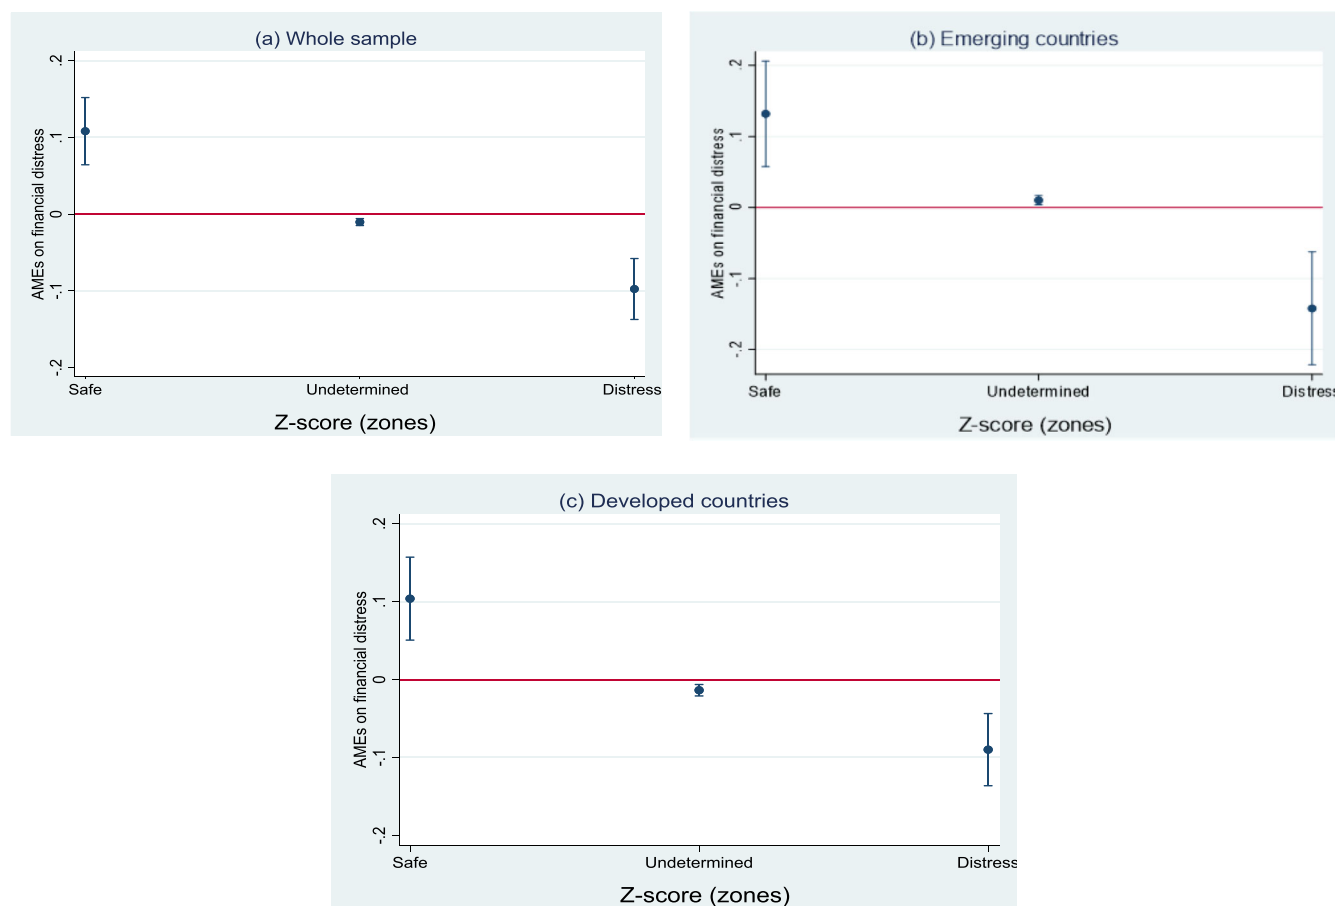 (a) Whole sample
AMEs on financial distress
.2
.1
0
-.1
-.2
Safe
Undetermined
Distress
Z-score (zones)
(b) Emerging countries
AMEs on financial distress
.2
.1
0
-.1
-.2
Safe
Undetermined
Distress
Z-score (zones)
(c) Developed countries
AMEs on financial distress
.2
.1
0
-.1
-.2
Safe
Undetermined
Distress
Z-score (zones)